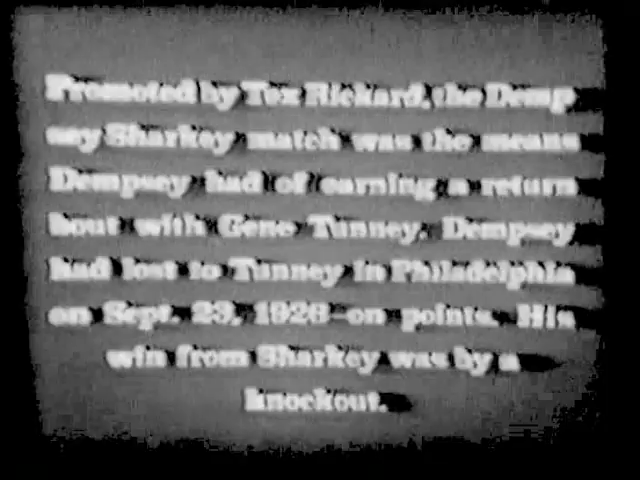 Promoted by Tex Rickard, the Demp
sey Sharkey match was the means
Dempsey had of earning a return
bout with Gene Tunney. Dempsey
had lost to Tunney in Philadelphia
on Sept. 23, 1926—on points. His
win from Sharkey was by a
knockout.